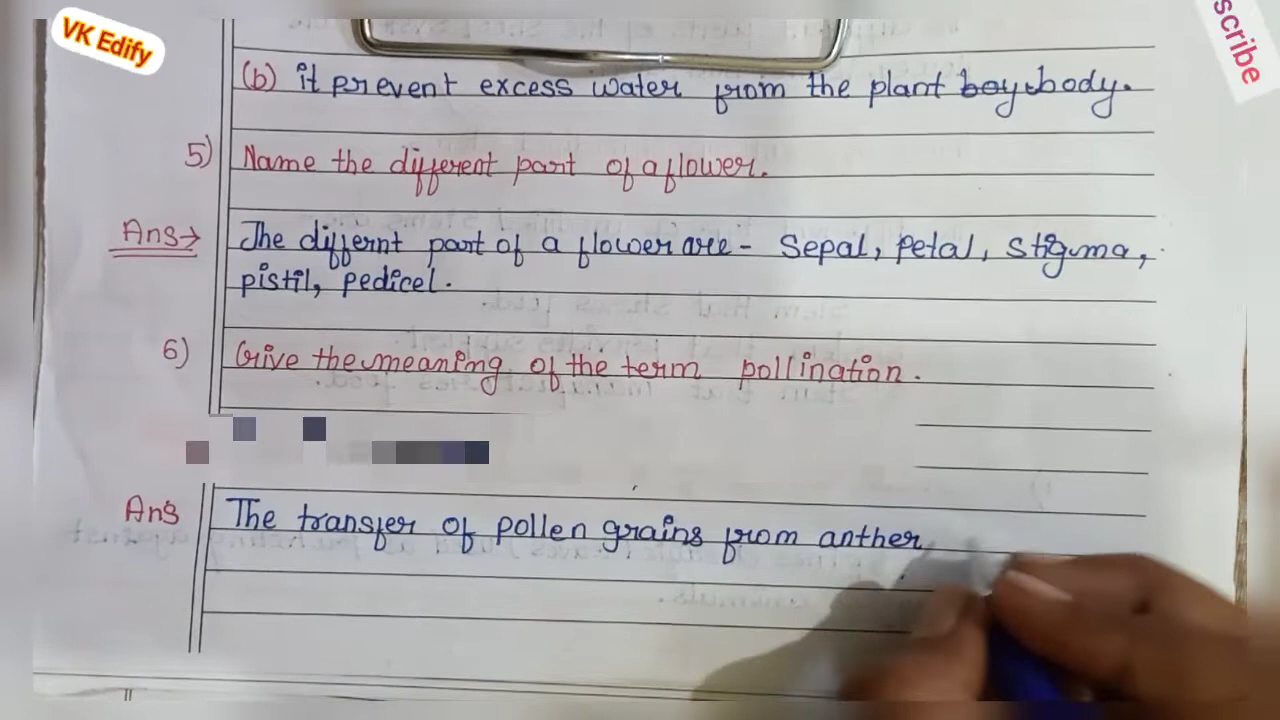 VK Edify
scribe
(b) it prevent excess water from the plant boy body.
5) Name the different part of a flower.
Ans→ The differnt part of a flower are - Sepal, petal, Stigma,
pistil, pedicel.
6) Give the meaning of the term pollination.
Ans The transfer of pollen grains from anther